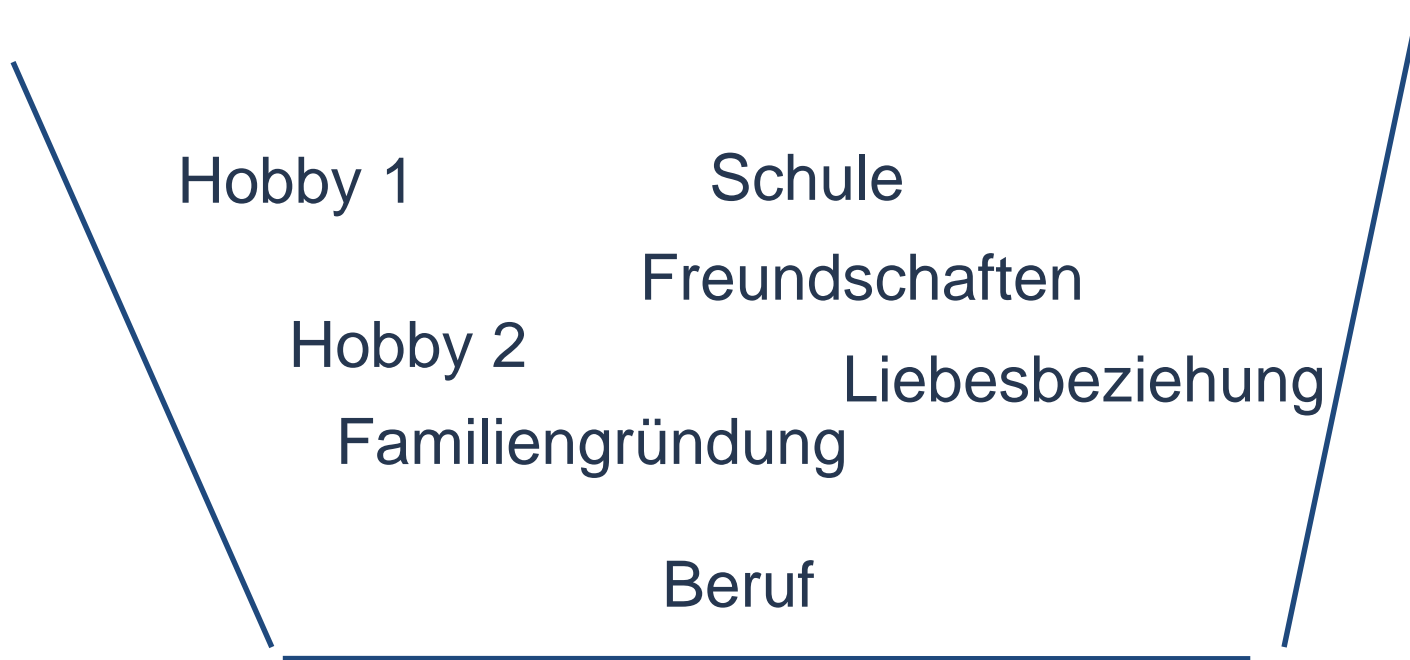 Hobby 1
Schule
Freundschaften
Hobby 2
Liebesbeziehung
Familiengründung
Beruf